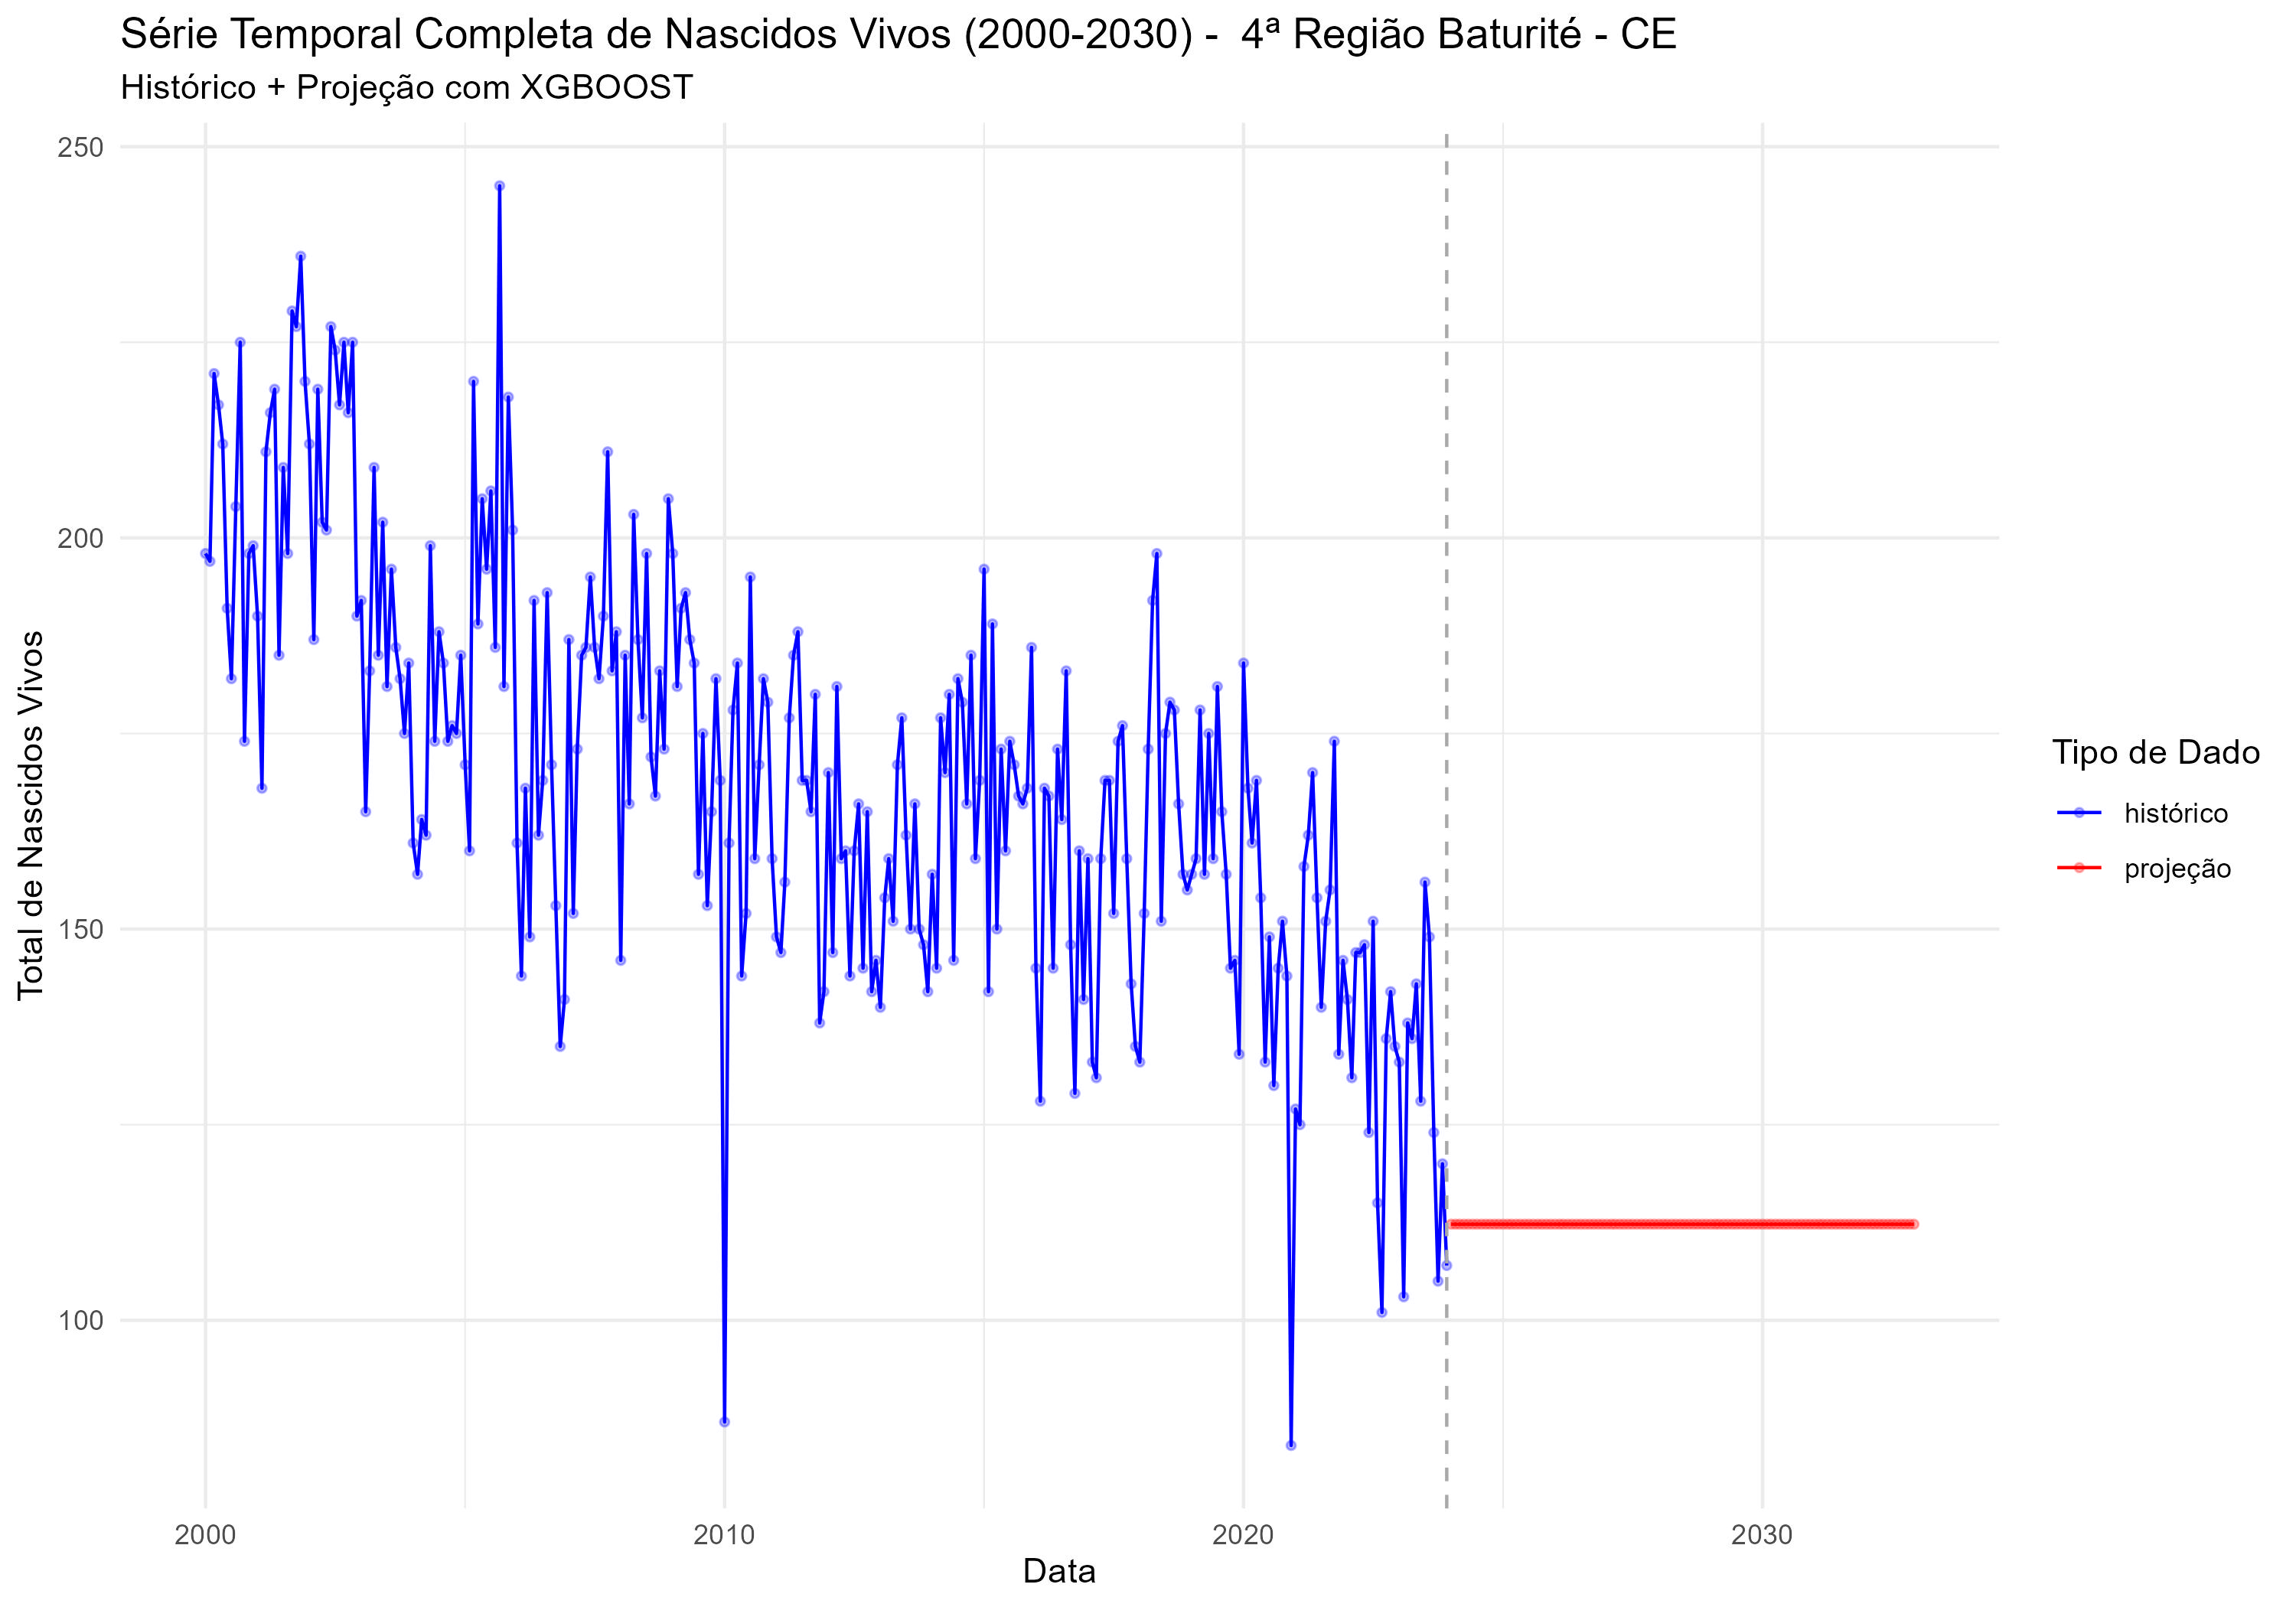 Série Temporal Completa de Nascidos Vivos (2000-2030) -  4ª Região Baturité - CE
Histórico + Projeção com XGBOOST
250
200
150
100
Total de Nascidos Vivos
2000
2010
2020
2030
Data
Tipo de Dado
histórico
projeção